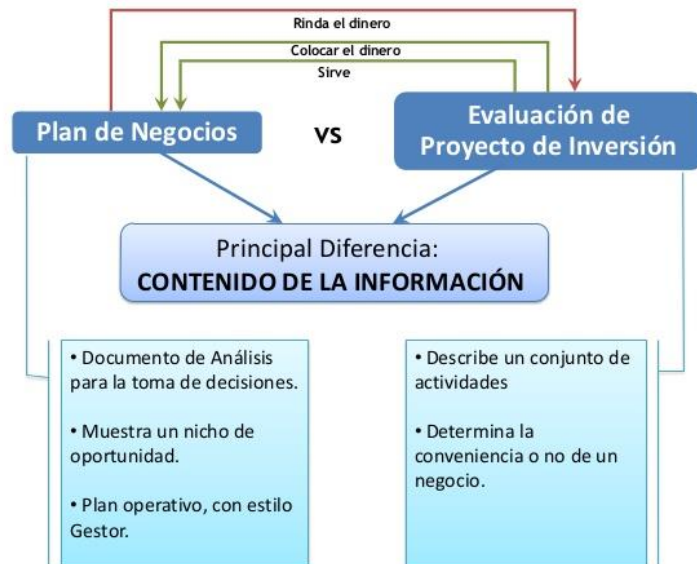 Rinda el dinero
Colocar el dinero
Sirve
Plan de Negocios
VS
Evaluación de
Proyecto de Inversión
Principal Diferencia:
CONTENIDO DE LA INFORMACIÓN
• Documento de Análisis
para la toma de decisiones.
• Muestra un nicho de
oportunidad.
• Plan operativo, con estilo
Gestor.
• Describe un conjunto de
actividades
• Determina la
conveniencia o no de un
negocio.